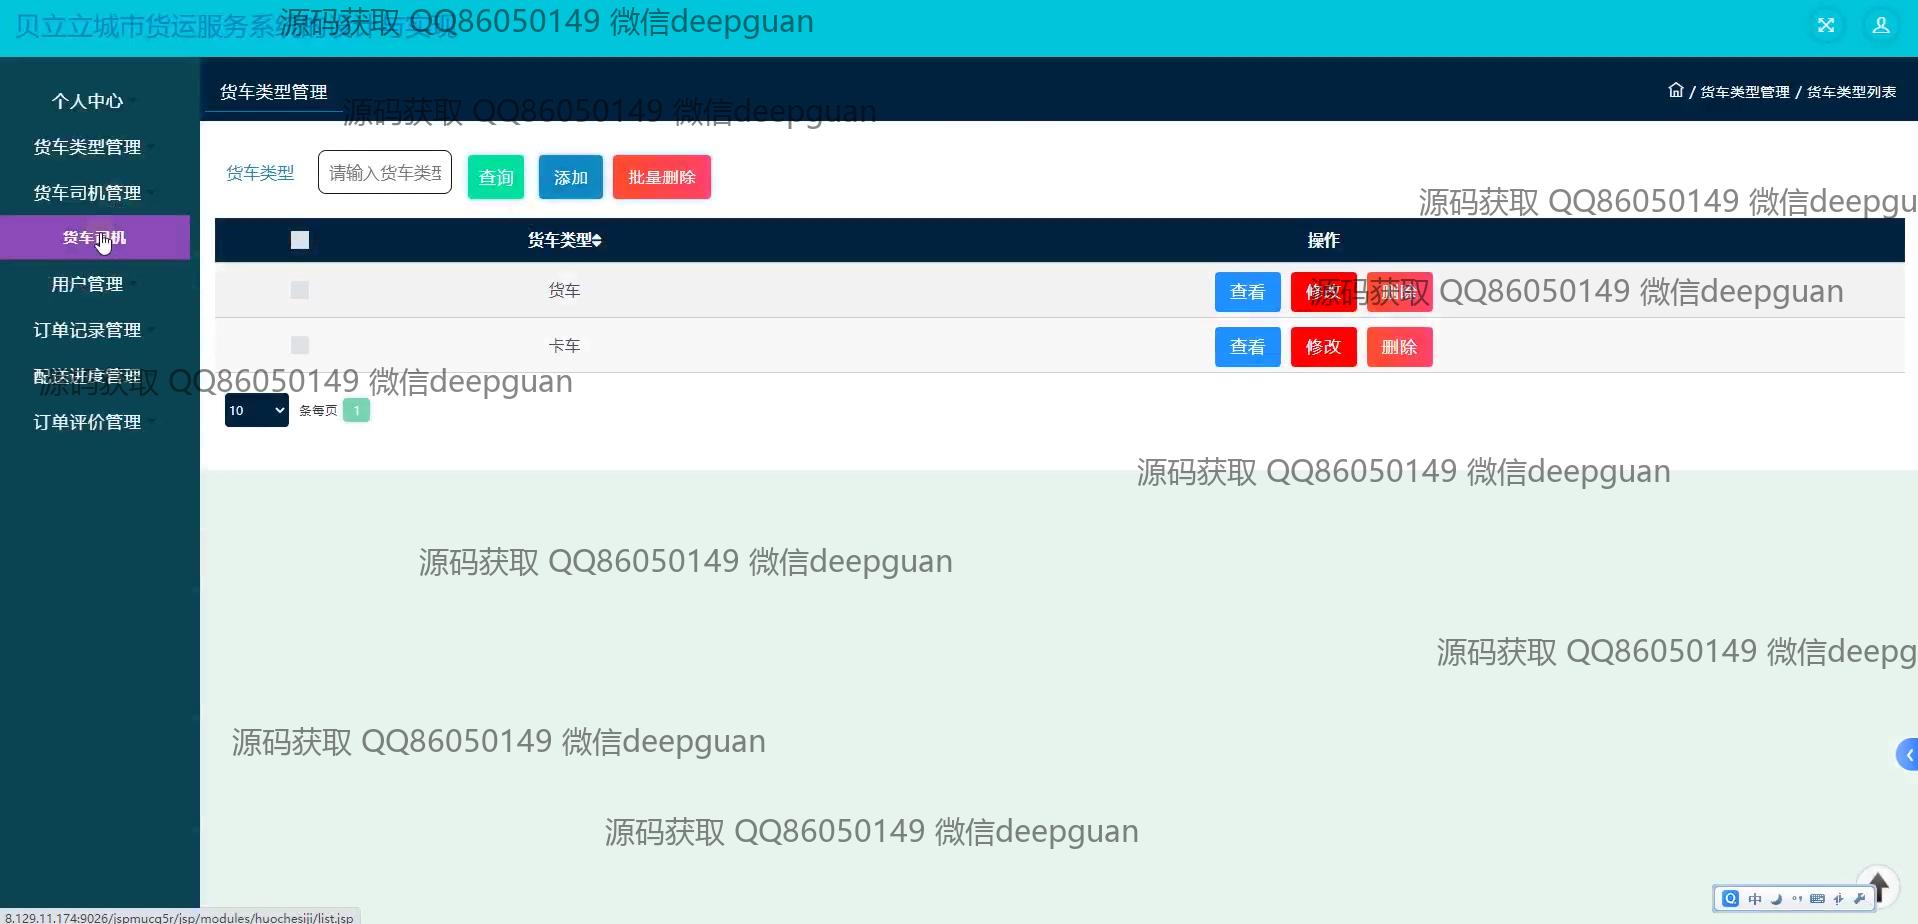 贝立立城市货运服务系统的设计与实现
源码获取 QQ86050149 微信deepguan
个人中心
货车类型管理
货车司机管理
货车司机
用户管理
订单记录管理
配送进度管理
订单评价管理
货车类型管理
/ 货车类型管理 / 货车类型列表
源码获取 QQ86050149 微信deepguan
货车类型 请输入货车类型 查询 添加 批量删除
源码获取 QQ86050149 微信deepgu
货车类型 操作
货车 查看 修改 删除
源码获取 QQ86050149 微信deepguan
卡车 查看 修改 删除
源码获取 QQ86050149 微信deepguan
10 条每页 1
源码获取 QQ86050149 微信deepguan
源码获取 QQ86050149 微信deepguan
源码获取 QQ86050149 微信deepg
源码获取 QQ86050149 微信deepguan
源码获取 QQ86050149 微信deepguan
中
8.129.11.174:9026/jspmucq5r/jsp/modules/huochesiji/list.jsp